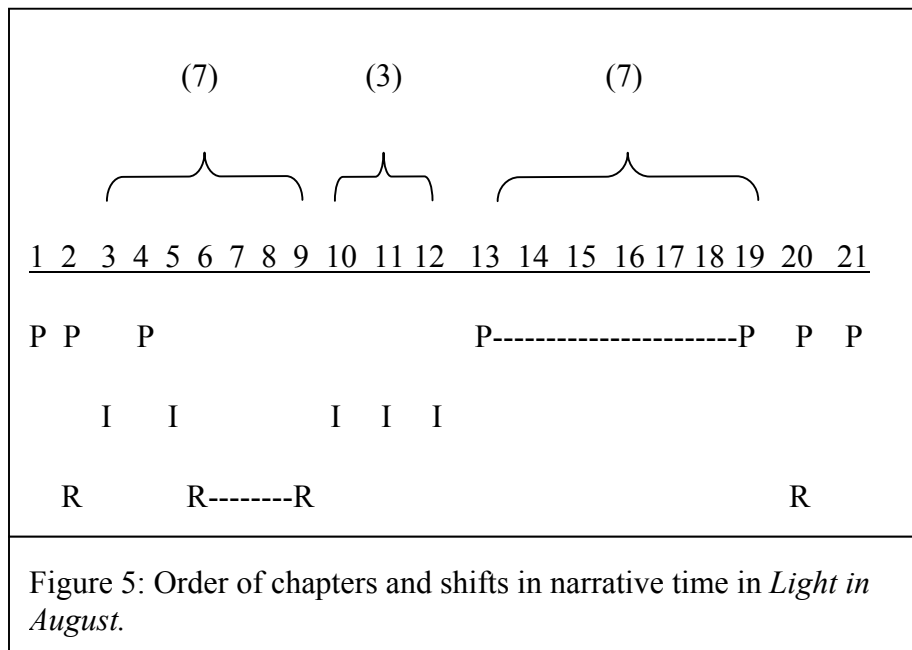 (7) (3) (7)
1 2 3 4 5 6 7 8 9 10 11 12 13 14 15 16 17 18 19 20 21
P P P P-----------------------P P P
I I I I I
R R--------R R
Figure 5: Order of chapters and shifts in narrative time in Light in
August.